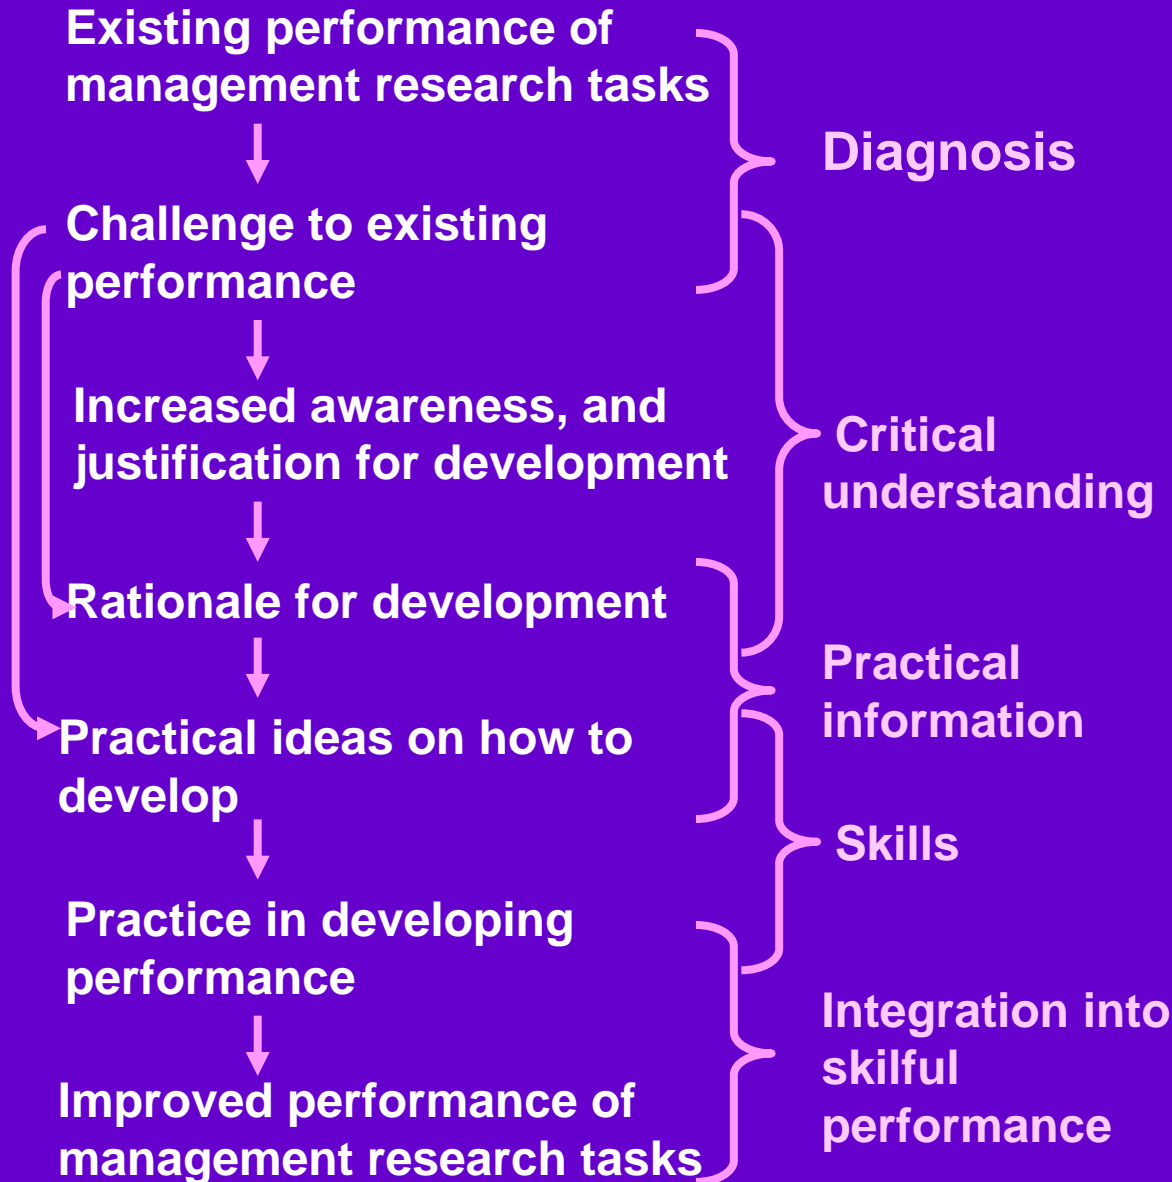 Existing performance of
management research tasks
Diagnosis
Challenge to existing
performance
Increased awareness, and
justification for development
Critical
understanding
Rationale for development
Practical
information
Practical ideas on how to
develop
Skills
Practice in developing
performance
Integration into
skilful
performance
Improved performance of
management research tasks